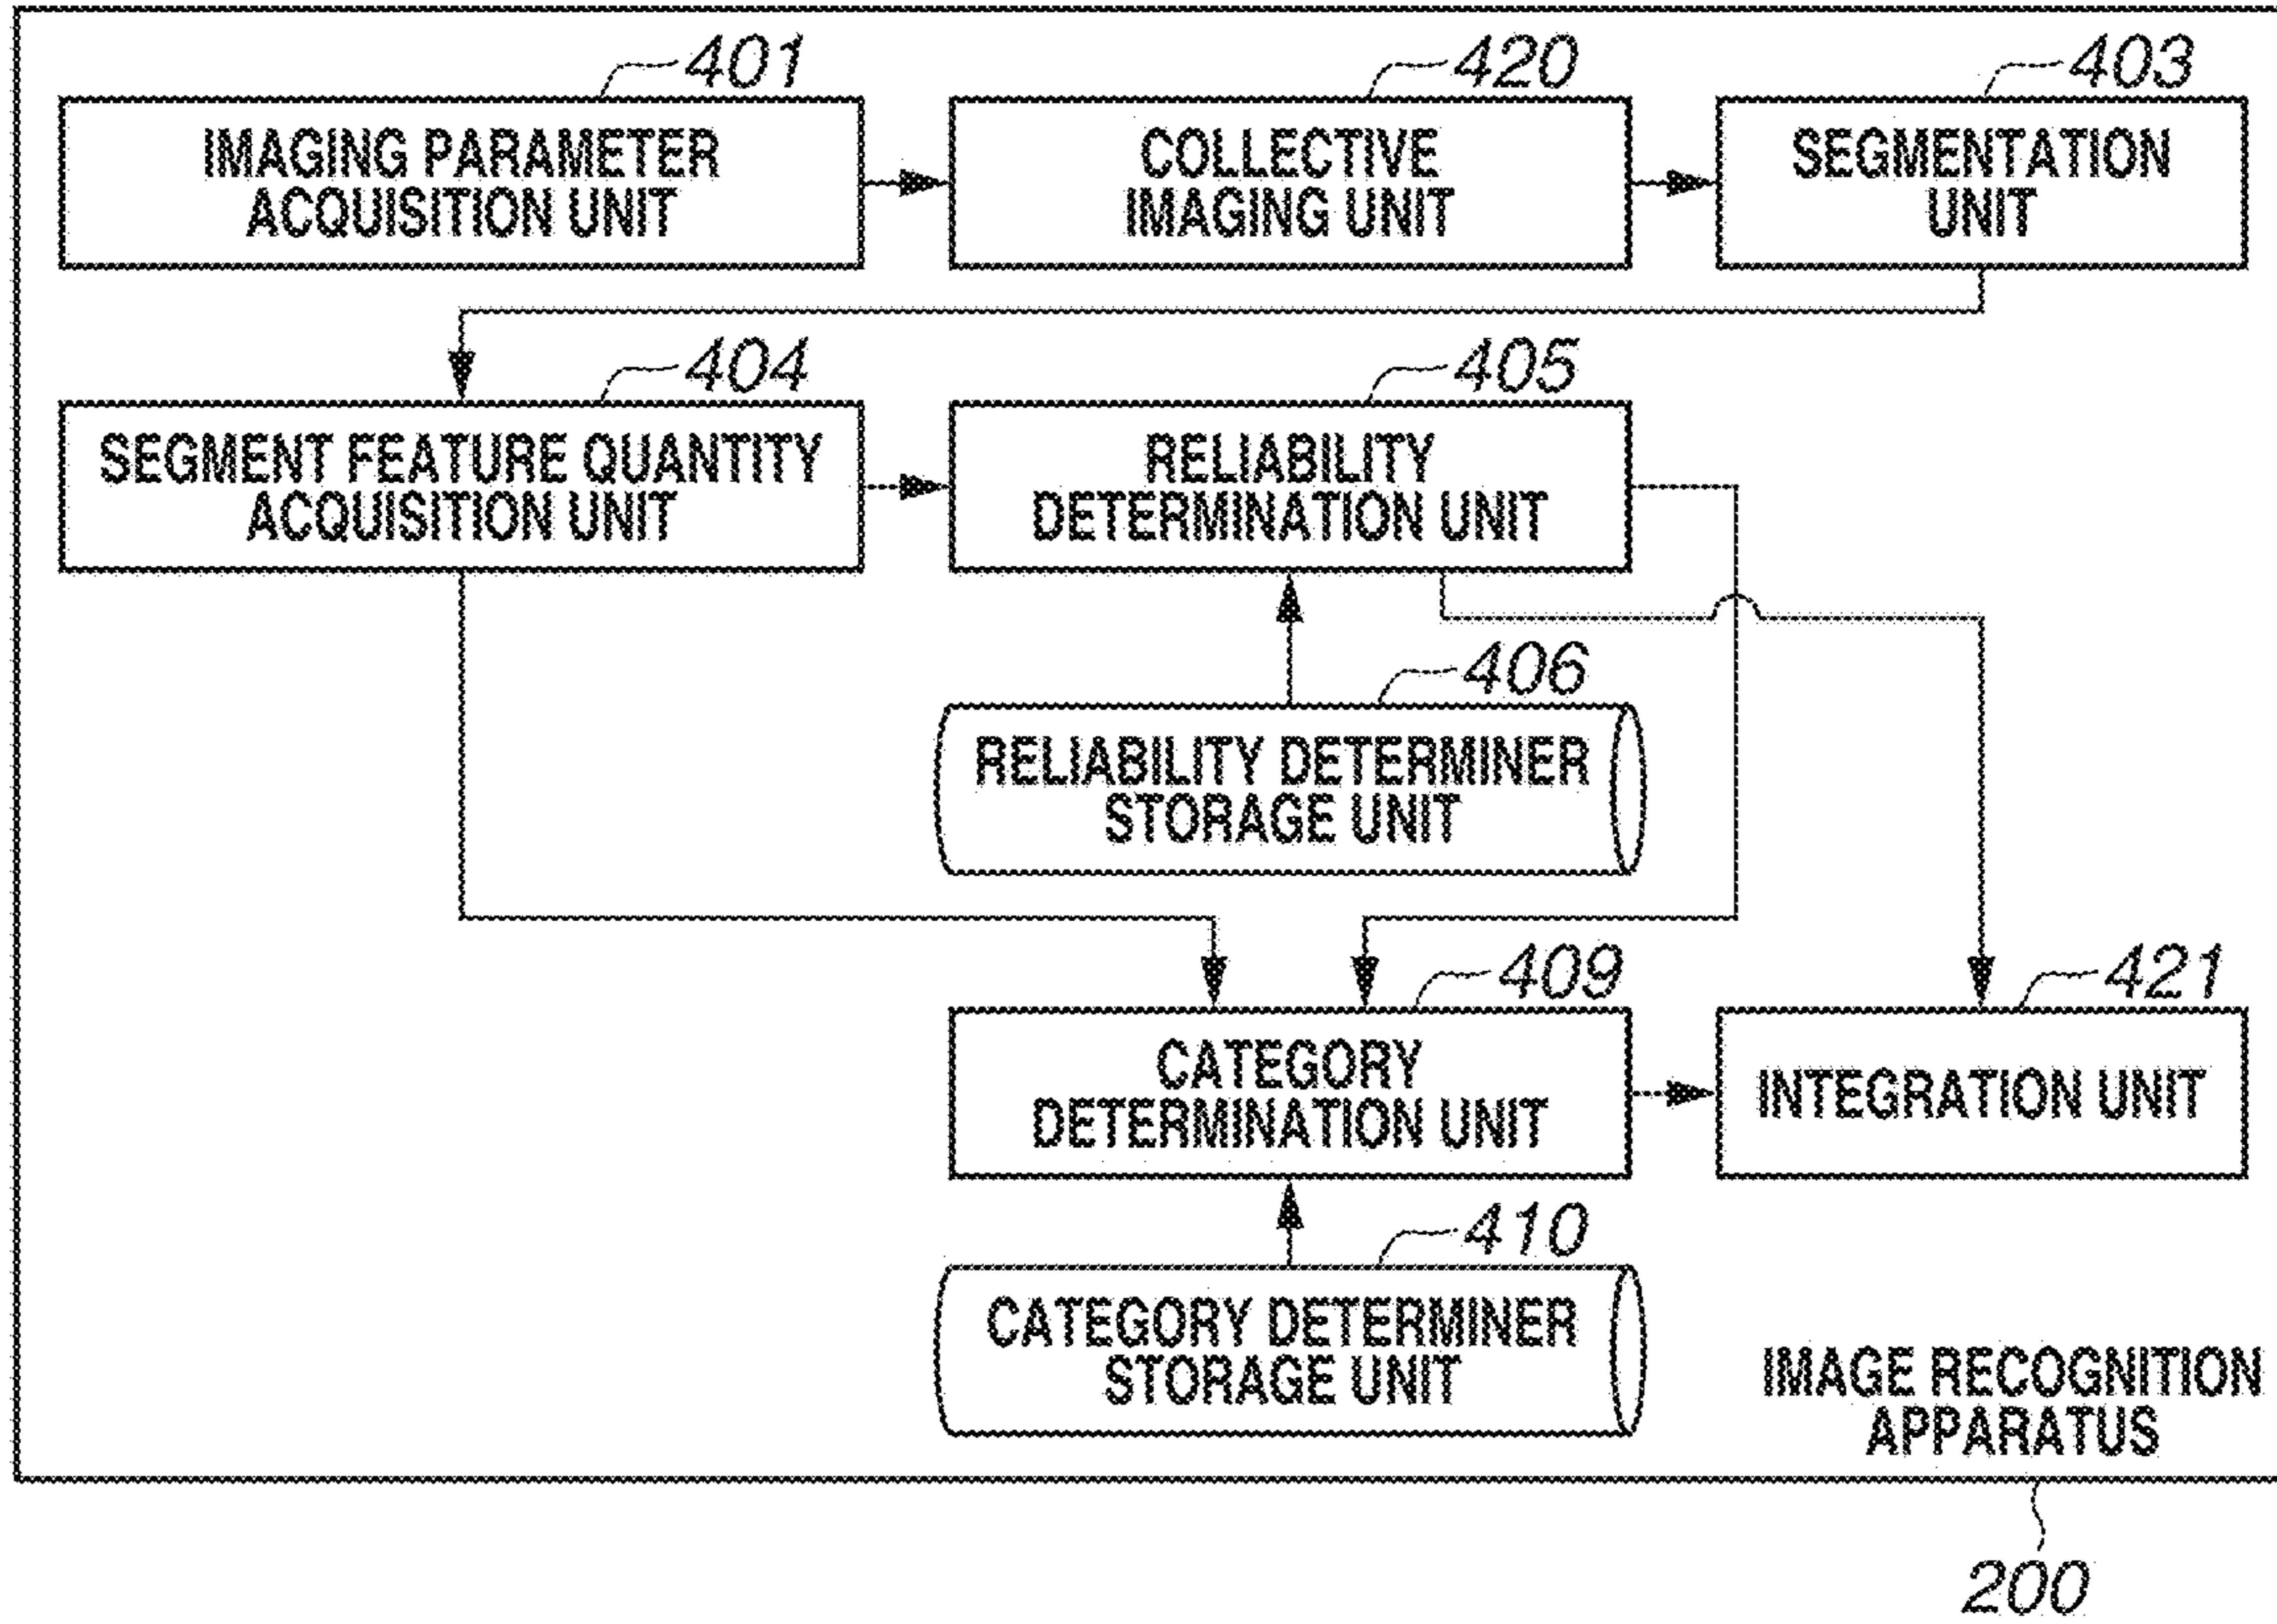 401
420
403
IMAGING PARAMETER
ACQUISITION UNIT
COLLECTIVE
IMAGING UNIT
SEGMENTATION
UNIT
404
405
SEGMENT FEATURE QUANTITY
ACQUISITION UNIT
RELIABILITY
DETERMINATION UNIT
406
RELIABILITY DETERMINER
STORAGE UNIT
409
421
CATEGORY
DETERMINATION UNIT
INTEGRATION UNIT
410
CATEGORY DETERMINER
STORAGE UNIT
IMAGE RECOGNITION
APPARATUS
200